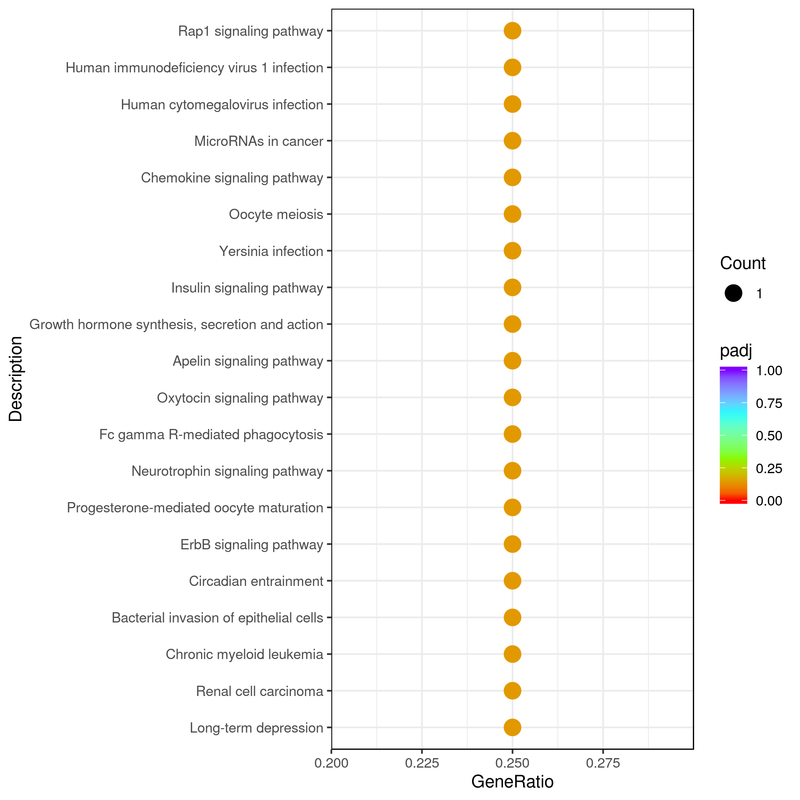 Rap1 signaling pathway
Human immunodeficiency virus 1 infection
Human cytomegalovirus infection
MicroRNAs in cancer
Chemokine signaling pathway
Oocyte meiosis
Yersinia infection
Insulin signaling pathway
Growth hormone synthesis, secretion and action
Apelin signaling pathway
Oxytocin signaling pathway
Fc gamma R-mediated phagocytosis
Neurotrophin signaling pathway
Progesterone-mediated oocyte maturation
ErbB signaling pathway
Circadian entrainment
Bacterial invasion of epithelial cells
Chronic myeloid leukemia
Renal cell carcinoma
Long-term depression
Description
0.200 0.225 0.250 0.275
GeneRatio
Count
1
padj
1.00
0.75
0.50
0.25
0.00